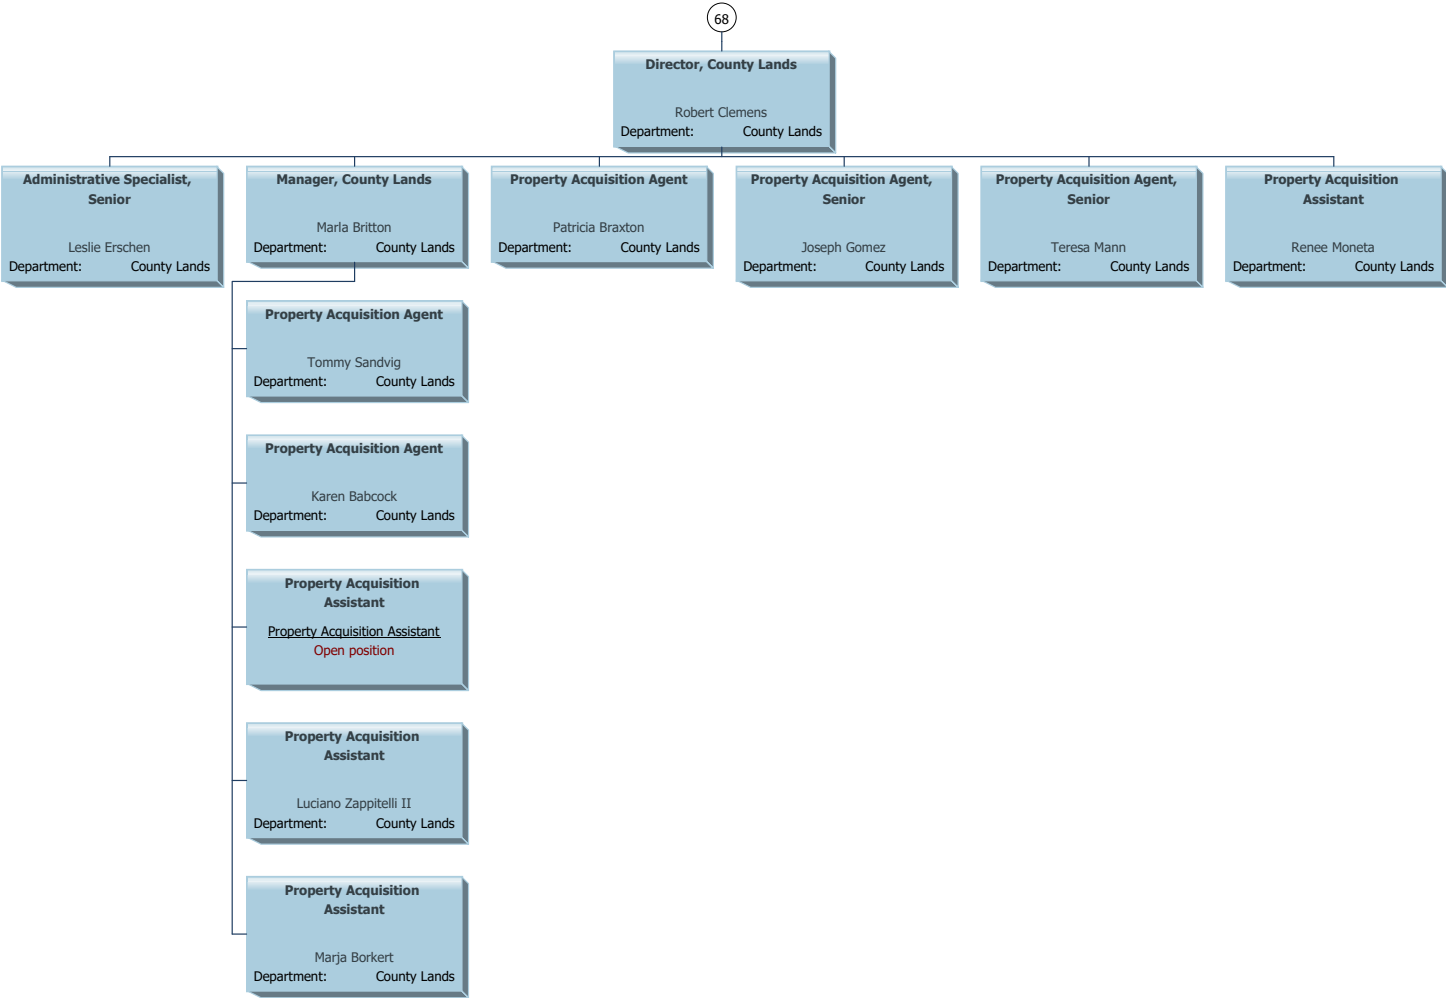 68
Director, County Lands
Robert Clemens
Department: County Lands
Administrative Specialist,
Senior
Leslie Erschen
Department: County Lands
Manager, County Lands
Marla Britton
Department: County Lands
Property Acquisition Agent
Patricia Braxton
Department: County Lands
Property Acquisition Agent,
Senior
Joseph Gomez
Department: County Lands
Property Acquisition Agent,
Senior
Teresa Mann
Department: County Lands
Property Acquisition
Assistant
Renee Moneta
Department: County Lands
Property Acquisition Agent
Tommy Sandvig
Department: County Lands
Property Acquisition Agent
Karen Babcock
Department: County Lands
Property Acquisition
Assistant
Property Acquisition Assistant
Open position
Property Acquisition
Assistant
Luciano Zappitelli II
Department: County Lands
Property Acquisition
Assistant
Marja Borkert
Department: County Lands